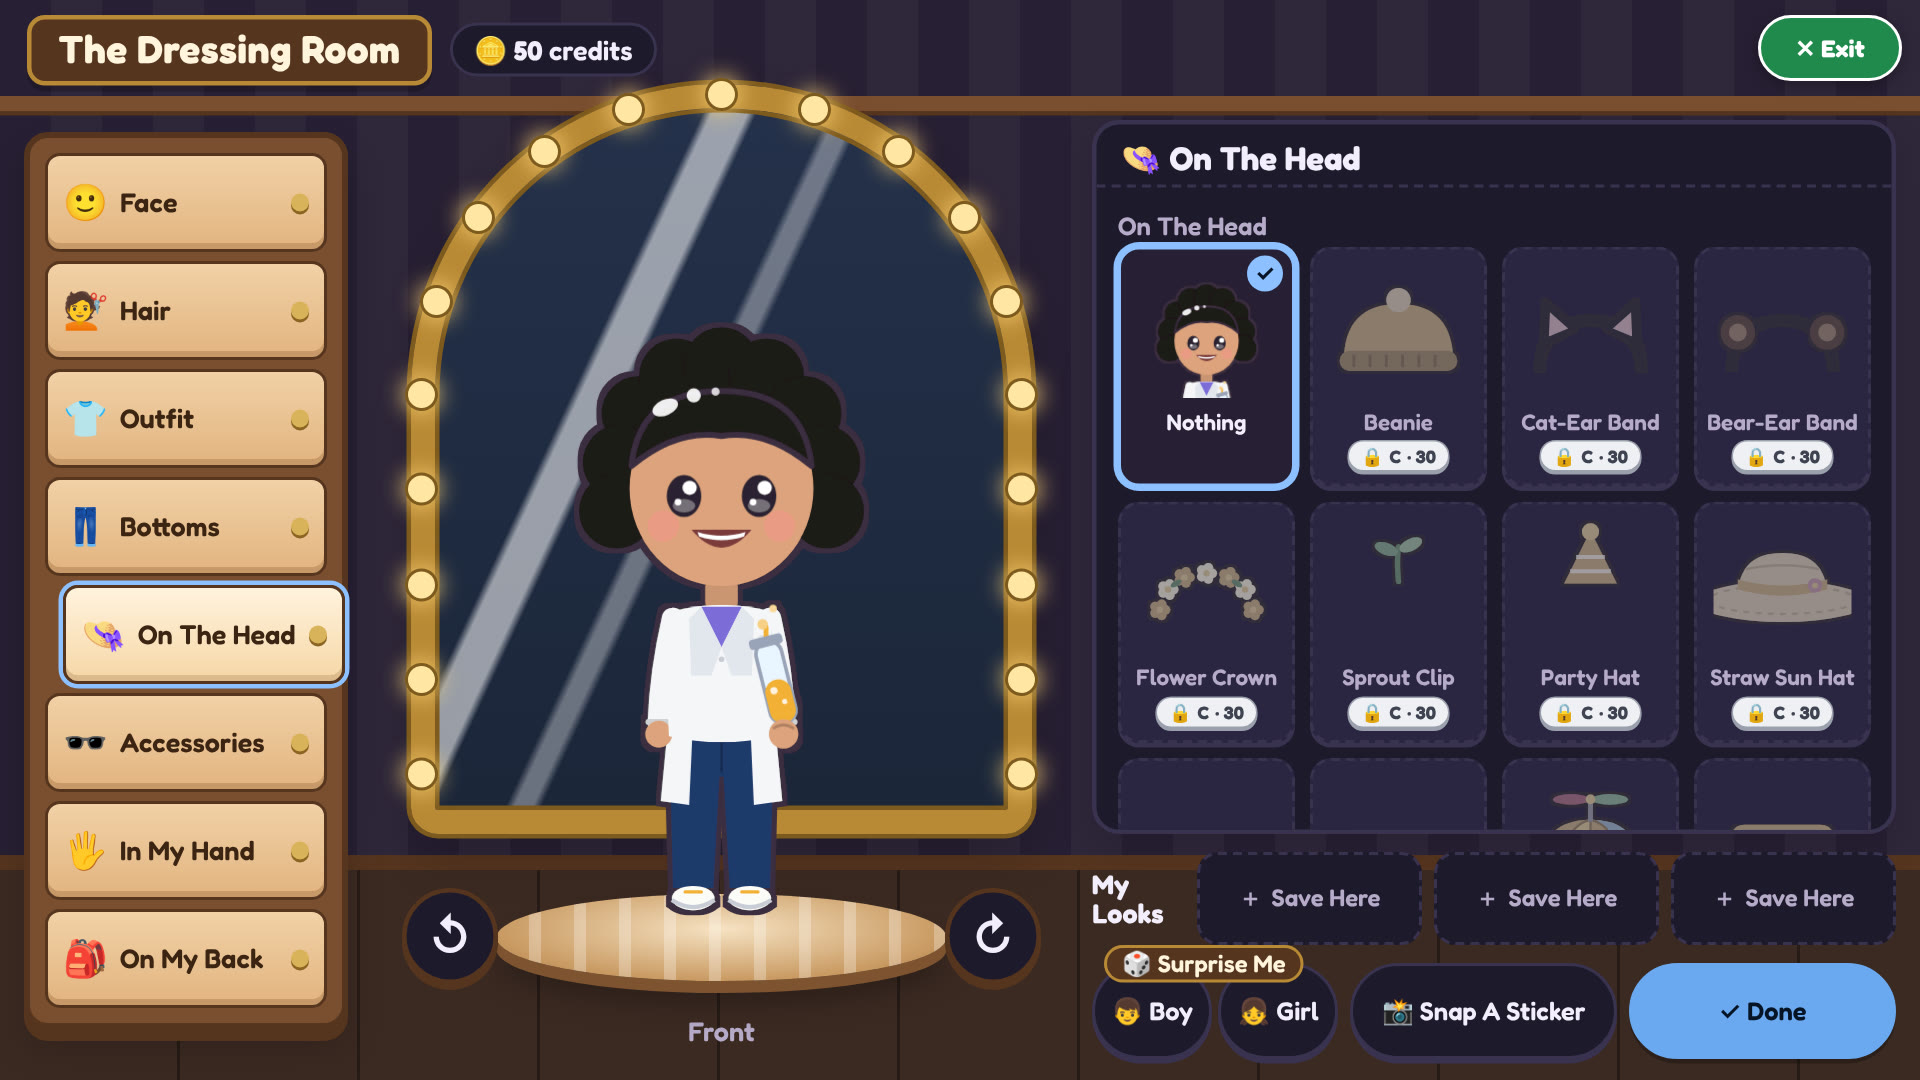 The Dressing Room
50 credits
✕ Exit
Face
Hair
Outfit
Bottoms
On The Head
Accessories
In My Hand
On My Back
Front
On The Head
On The Head
Nothing
Beanie
C · 30
Cat-Ear Band
C · 30
Bear-Ear Band
C · 30
Flower Crown
C · 30
Sprout Clip
C · 30
Party Hat
C · 30
Straw Sun Hat
C · 30
My
Looks
+ Save Here
+ Save Here
+ Save Here
Surprise Me
Boy
Girl
Snap A Sticker
✓ Done